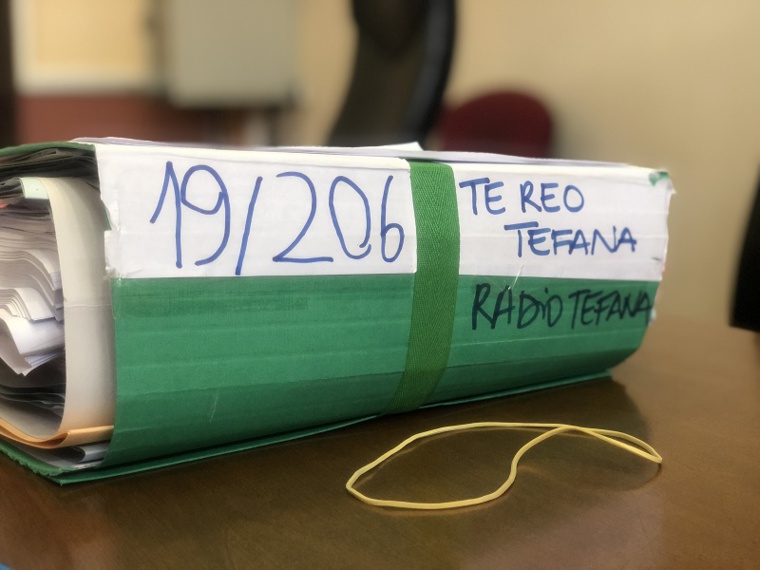 19/206
TE REO
TEFANA
RADIO TEFANA